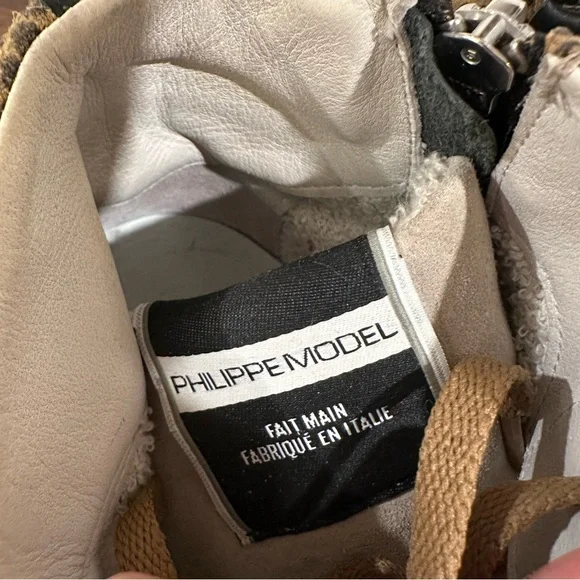 PHILIPPE MODEL
FAIT MAIN
FABRIQUÉ EN ITALIE